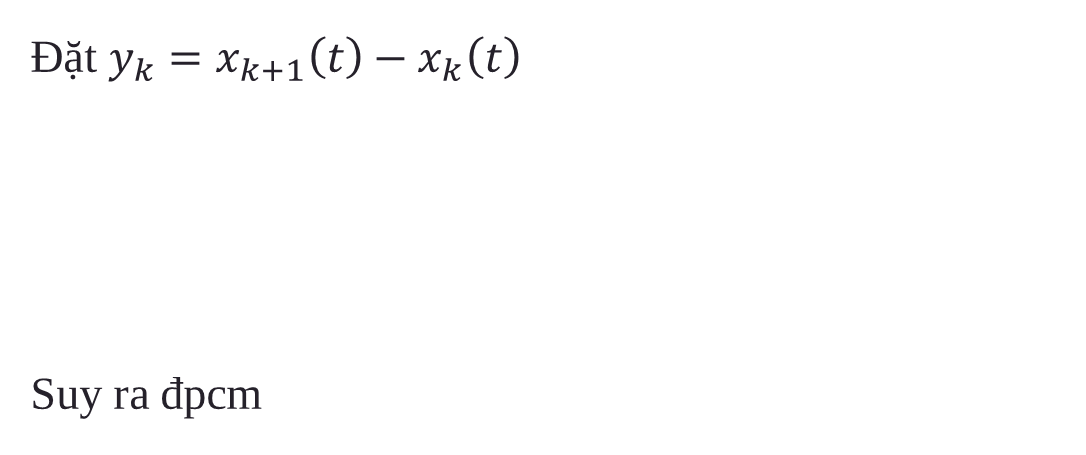 Đặt 𝑦ₖ = 𝑥ₖ₊₁(𝑡) − 𝑥ₖ(𝑡)
Suy ra đpcm